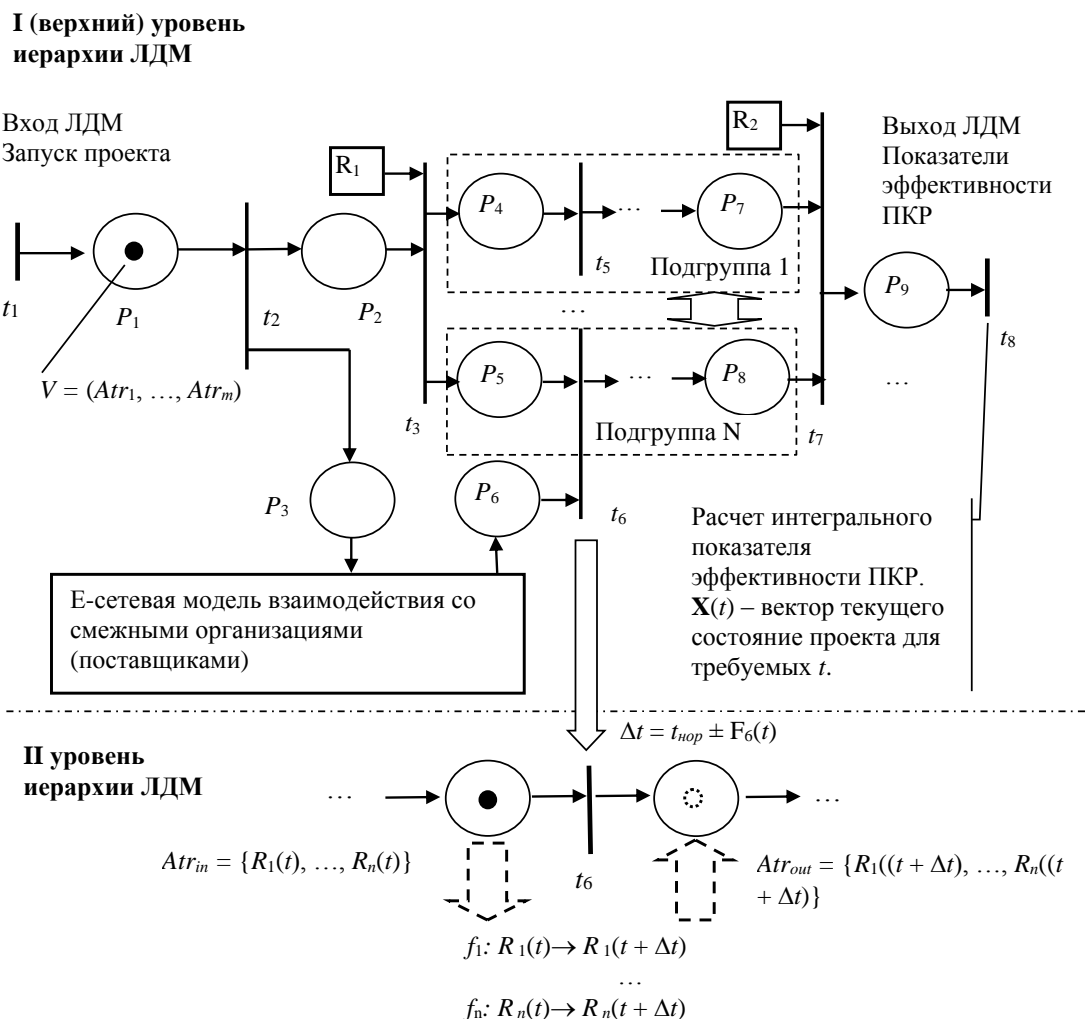 I (верхний) уровень
иерархии ЛДМ
Вход ЛДМ
Запуск проекта
R1
R2
Выход ЛДМ
Показатели
эффективности
ПКР
P4
P7
t5
Подгруппа 1
t1
P1
t2
P2
P9
t8
…
…
V = (Atr1, …, Atrm)
P5
…
P8
…
t3
Подгруппа N
t7
P3
P6
t6
Расчет интегрального
показателя
эффективности ПКР.
X(t) – вектор текущего
состояние проекта для
требуемых t.
Е-сетевая модель взаимодействия со
смежными организациями
(поставщиками)
Δt = tнор ± F6(t)
II уровень
иерархии ЛДМ
…
…
Atrin = {R1(t), …, Rn(t)}
t6
Atrout = {R1((t + Δt), …, Rn((t
+ Δt)}
f1: R1(t)→ R1(t + Δt)
…
fn: Rn(t)→ Rn(t + Δt)